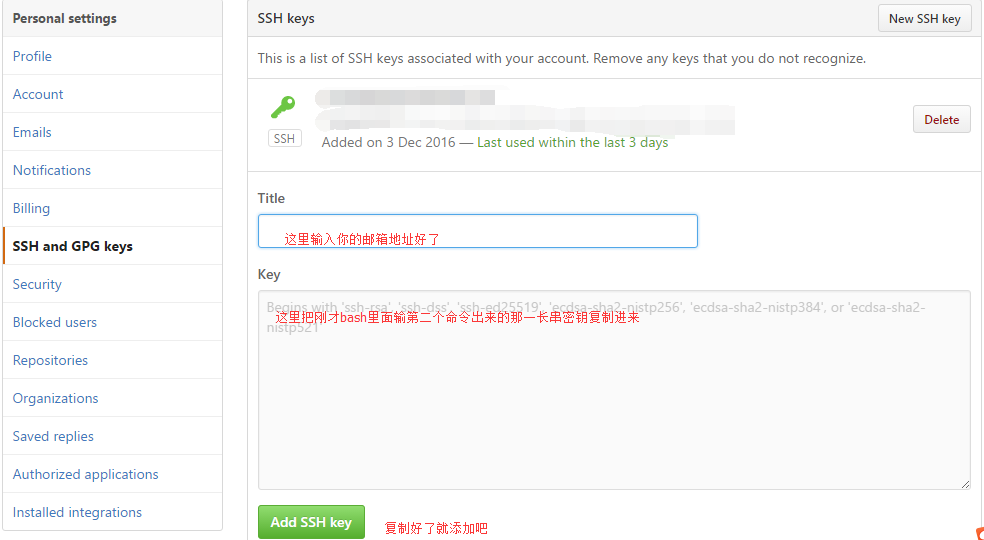 Personal settings
Profile
Account
Emails
Notifications
Billing
SSH and GPG keys
Security
Blocked users
Repositories
Organizations
Saved replies
Authorized applications
Installed integrations
SSH keys
New SSH key
This is a list of SSH keys associated with your account. Remove any keys that you do not recognize.
SSH
Added on 3 Dec 2016 — Last used within the last 3 days
Delete
Title
这里输入你的邮箱地址好了
Key
Begins with 'ssh-rsa', 'ssh-dss', 'ssh-ed25519', 'ecdsa-sha2-nistp256', 'ecdsa-sha2-nistp384', or 'ecdsa-sha2-
nistp521'
这里把刚才bash里面输第二个命令出来的那一长串密钥复制进来
Add SSH key
复制好了就添加吧